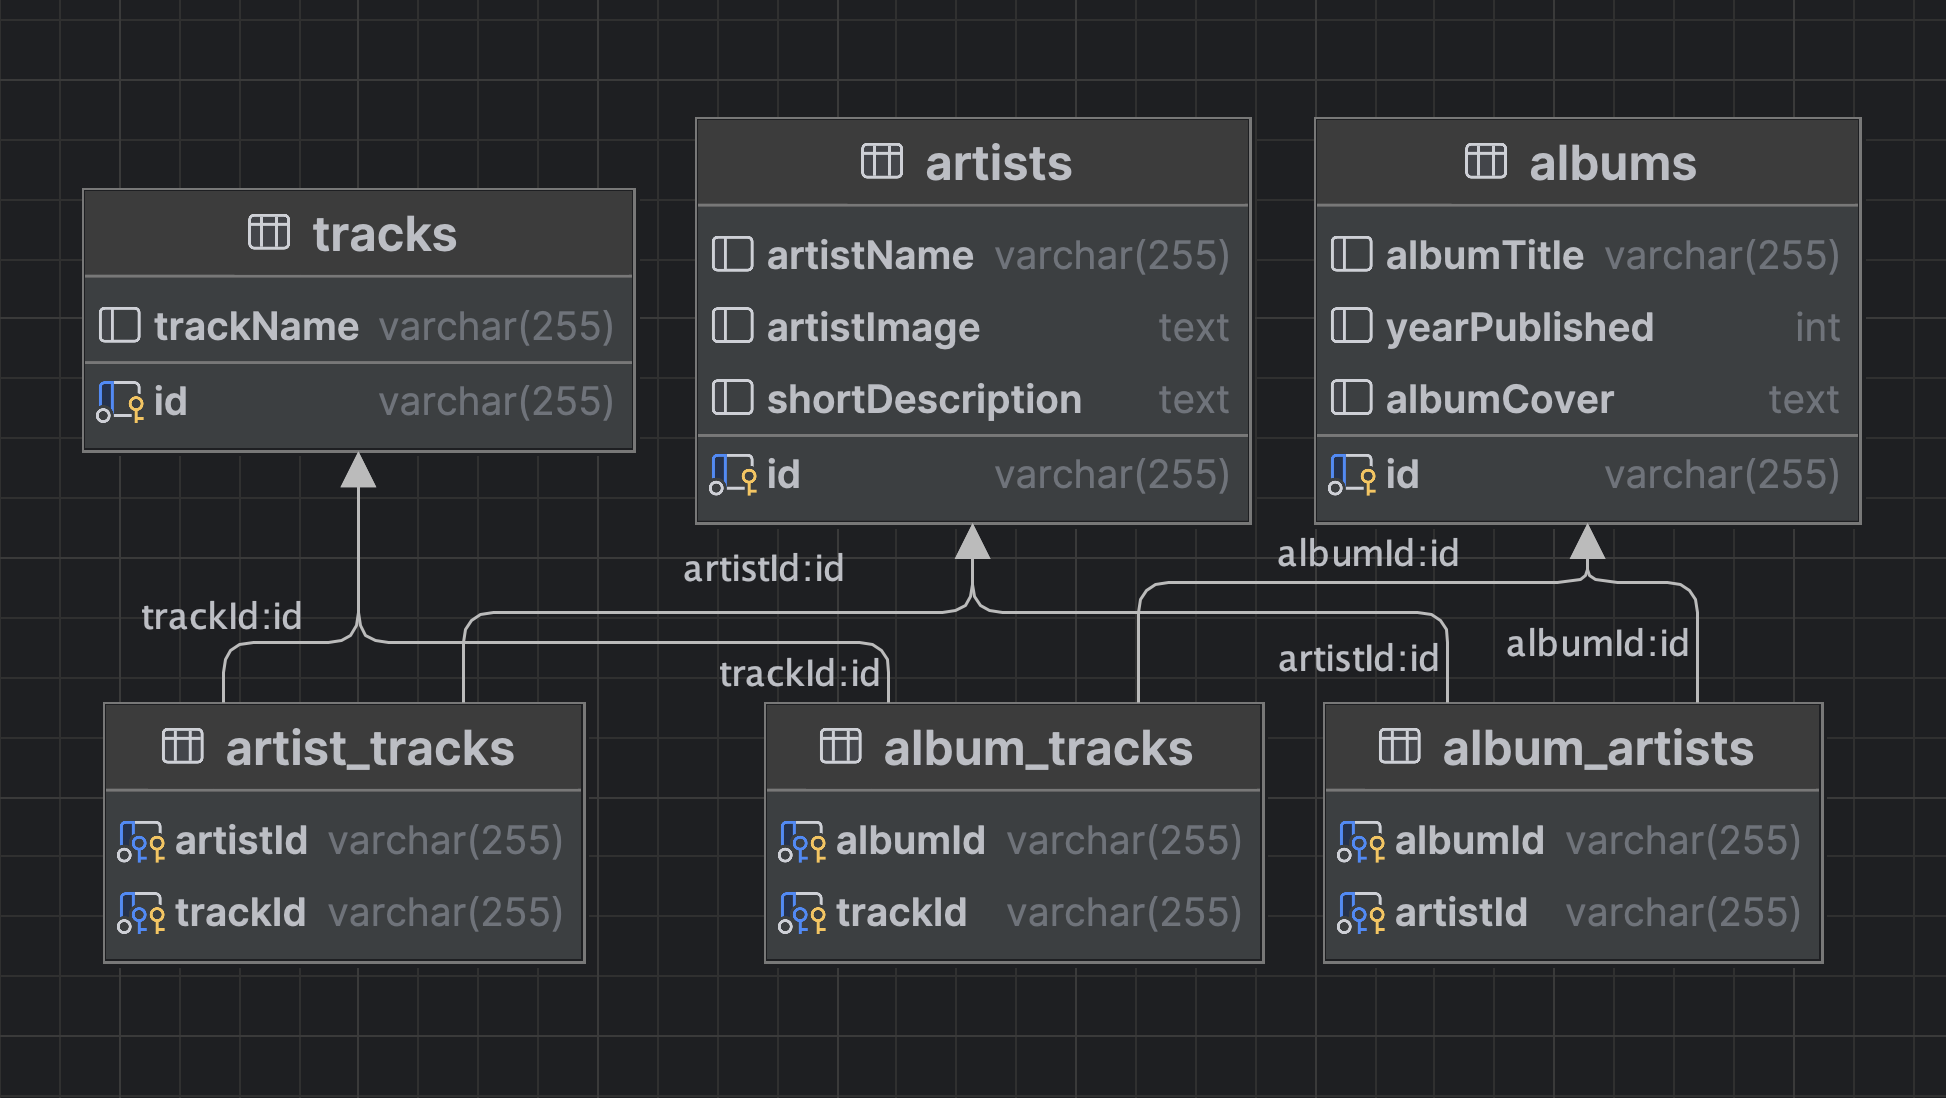 tracks
trackName varchar(255)
id varchar(255)
artists
artistName varchar(255)
artistImage text
shortDescription text
id varchar(255)
albums
albumTitle varchar(255)
yearPublished int
albumCover text
id varchar(255)
trackId:id
artistId:id
trackId:id
albumId:id
artistId:id
albumId:id
artist_tracks
artistId varchar(255)
trackId varchar(255)
album_tracks
albumId varchar(255)
trackId varchar(255)
album_artists
albumId varchar(255)
artistId varchar(255)